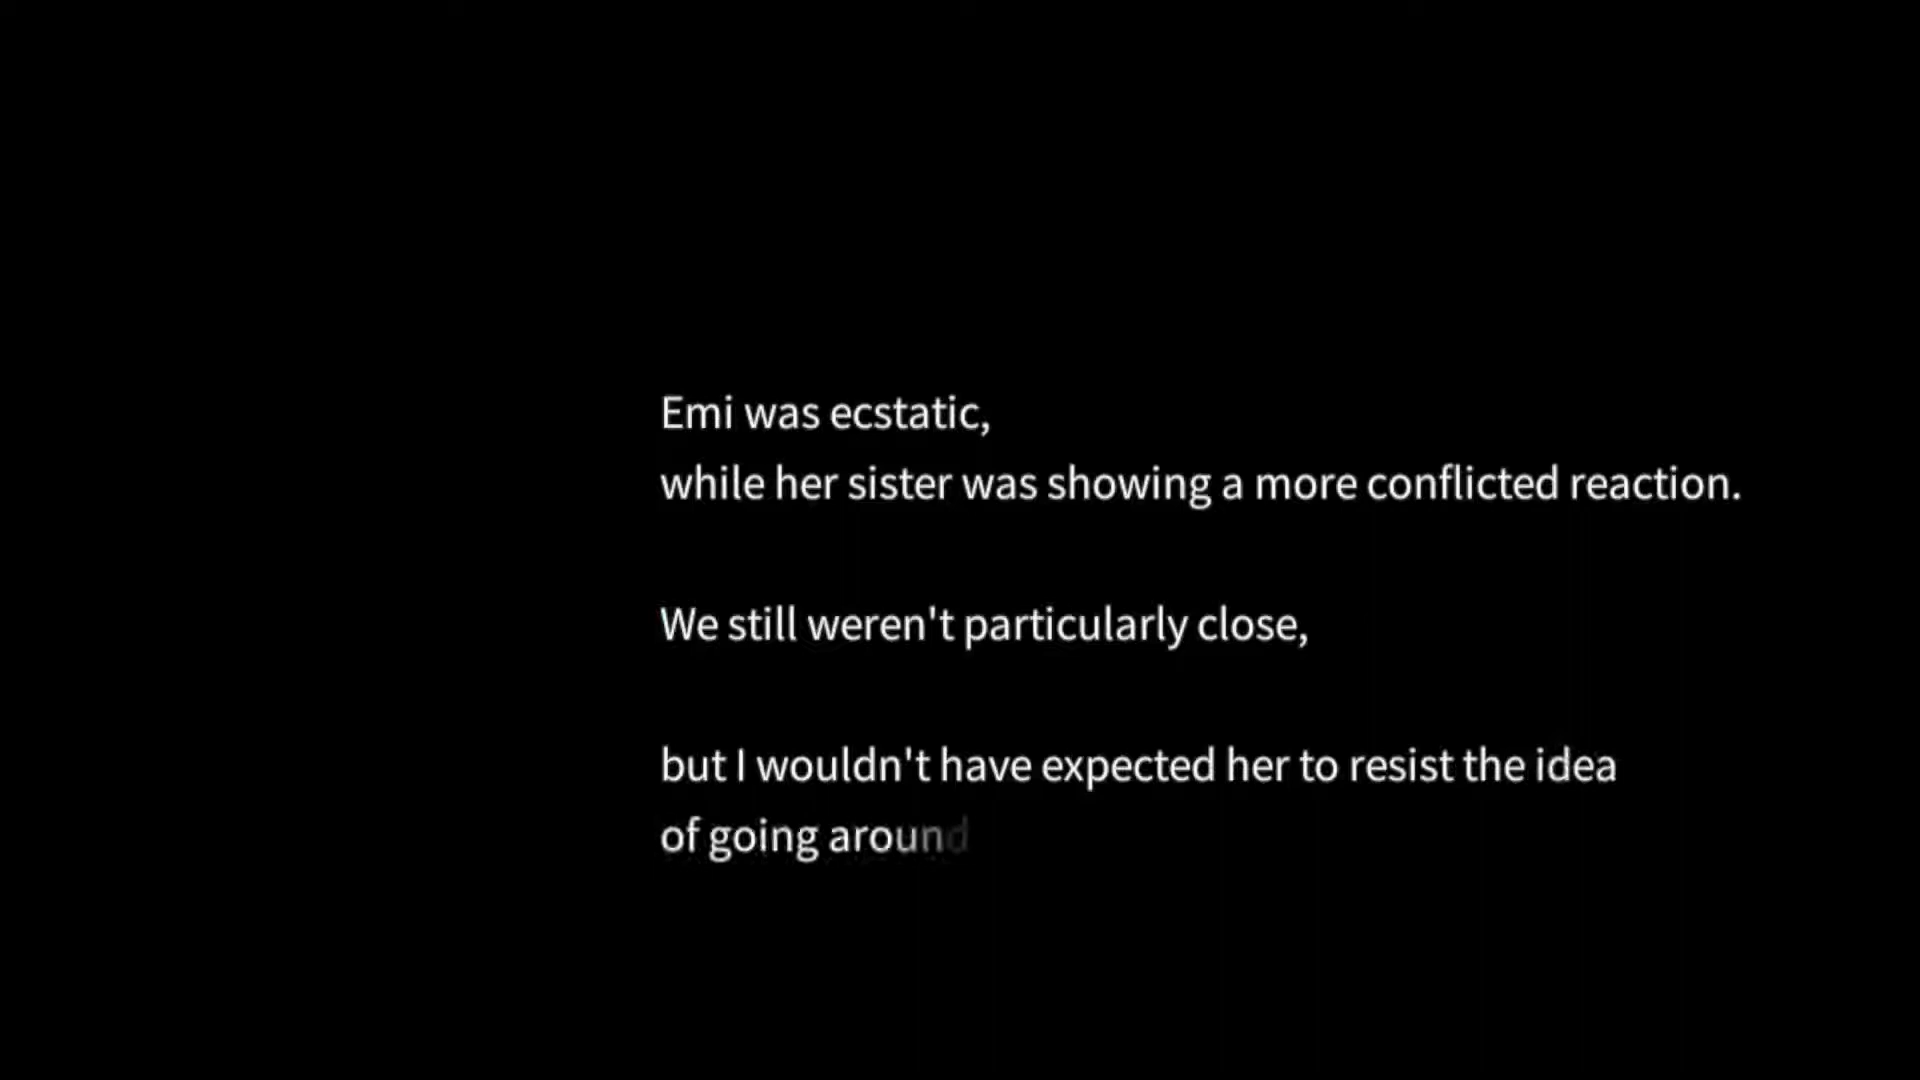 Emi was ecstatic,
while her sister was showing a more conflicted reaction.
We still weren't particularly close,
but I wouldn't have expected her to resist the idea
of going around